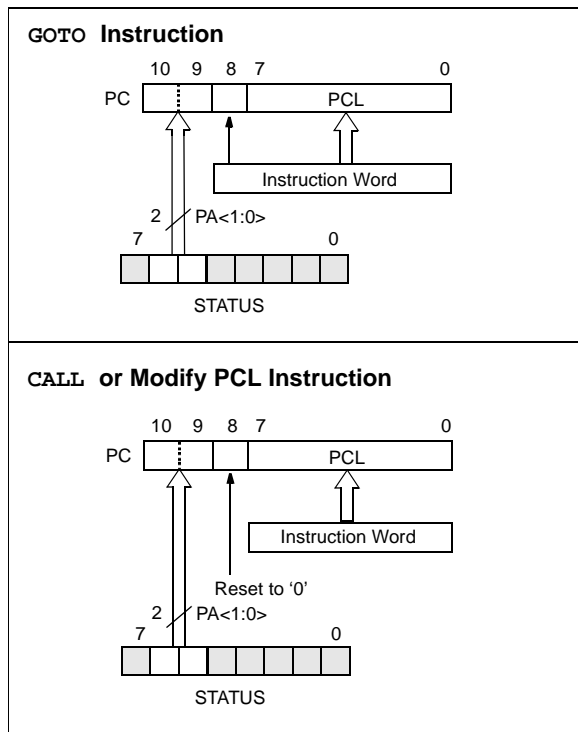 GOTO Instruction
10 9 8 7 0
PC PCL
Instruction Word
2 PA<1:0>
7 0
STATUS
CALL or Modify PCL Instruction
10 9 8 7 0
PC PCL
Instruction Word
Reset to ‘0’
2 PA<1:0>
7 0
STATUS